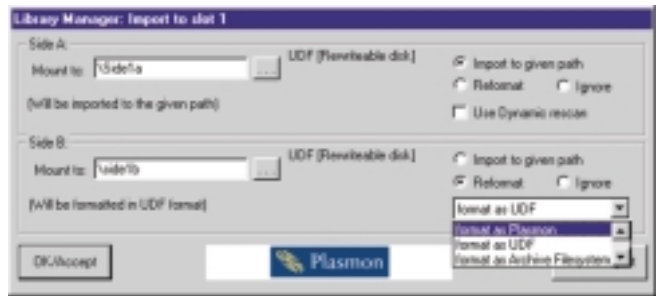 Library Manager: Import to slot 1
Side A:
Mount to: \Side1a ... UDF [Rewriteable disk]
Import to given path
Reformat Ignore
(Will be imported to the given path)
Use Dynamic rescan
Side B:
Mount to: \side1b ... UDF [Rewriteable disk]
Import to given path
Reformat Ignore
(Will be formatted in UDF format)
format as UDF
format as Plasmon
format as UDF
format as Archive Filesystem
OK/Accept
Plasmon